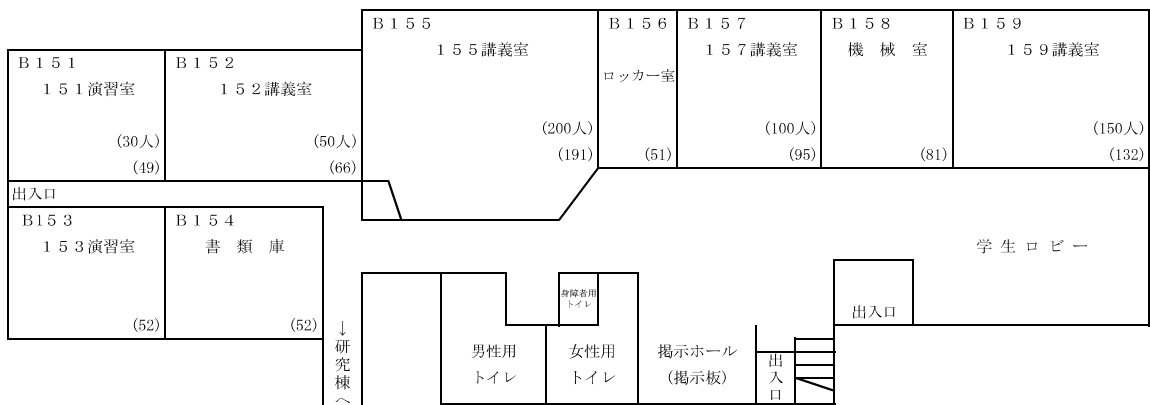 Ｂ１５１
１５１演習室
(30人)
(49)
Ｂ１５２
１５２講義室
(50人)
(66)
Ｂ１５５
１５５講義室
(200人)
(191)
Ｂ１５６
ロッカー室
(51)
Ｂ１５７
１５７講義室
(100人)
(95)
Ｂ１５８
機　械　室
(81)
Ｂ１５９
１５９講義室
(150人)
(132)
出入口
Ｂ1５３
１５３演習室
(52)
Ｂ１５４
書　類　庫
(52)
学 生 ロ ビ ー
↓研究棟へ
男性用
トイレ
身障者用
トイレ
女性用
トイレ
掲示ホール
(掲示板)
出入口
出入口